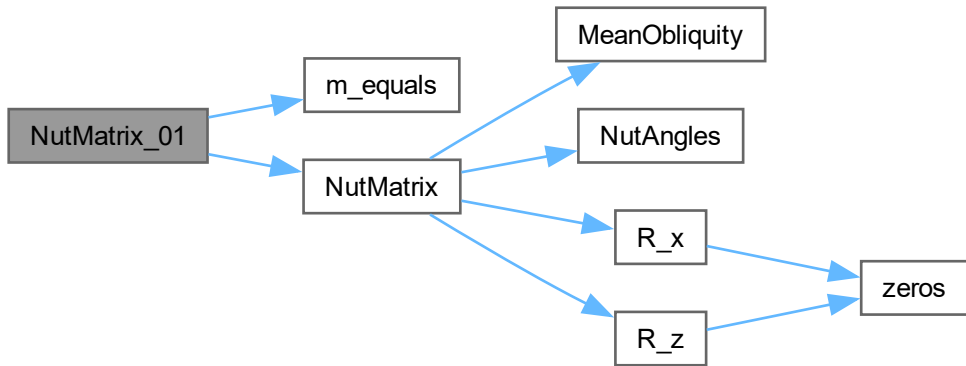 NutMatrix_01
m_equals
NutMatrix
MeanObliquity
NutAngles
R_x
R_z
zeros